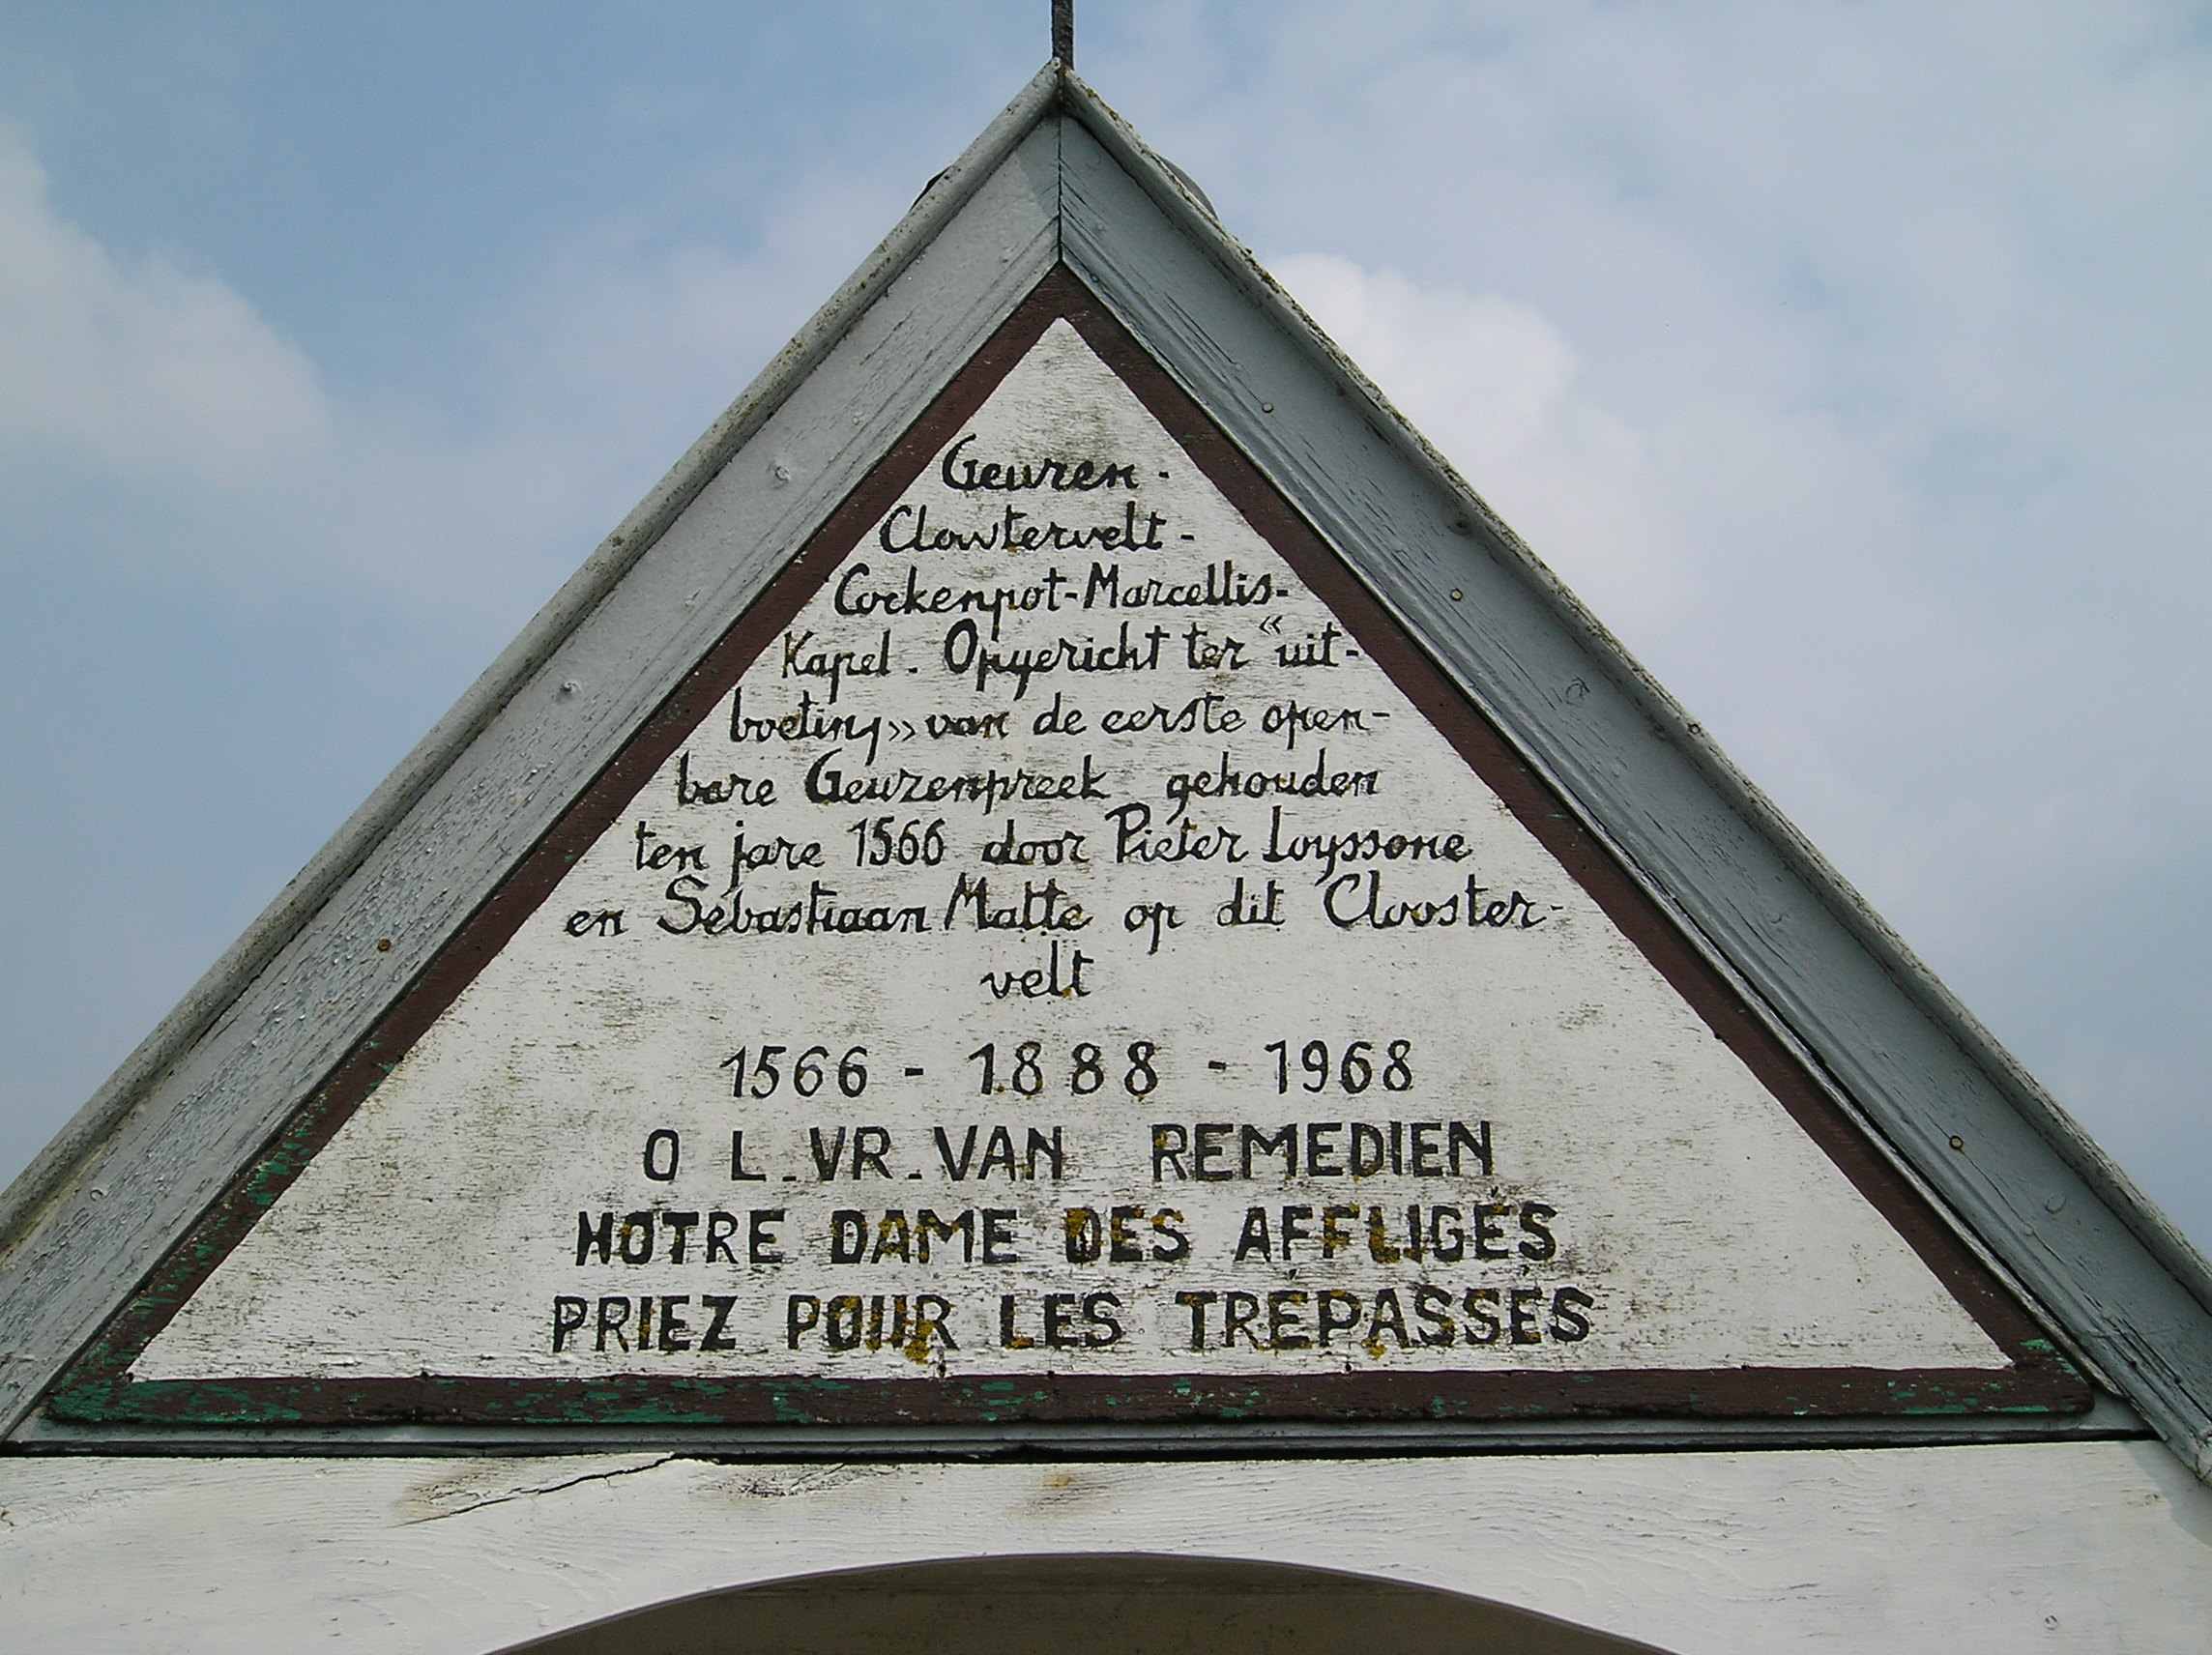 Geuzen-
Cloostervelt-
Cockenpot-Marcellis-
Kapel. Opgericht ter "uit-
boeting» van de eerste open-
bare Geuzenpreek gehouden
ten jare 1566 door Pieter Loyssone
en Sebastiaan Matte op dit Clooster-
velt
1566 - 1888 - 1968
O L.VR.VAN REMEDIEN
NOTRE DAME DES AFFLIGÉS
PRIEZ POUR LES TRÉPASSÉS